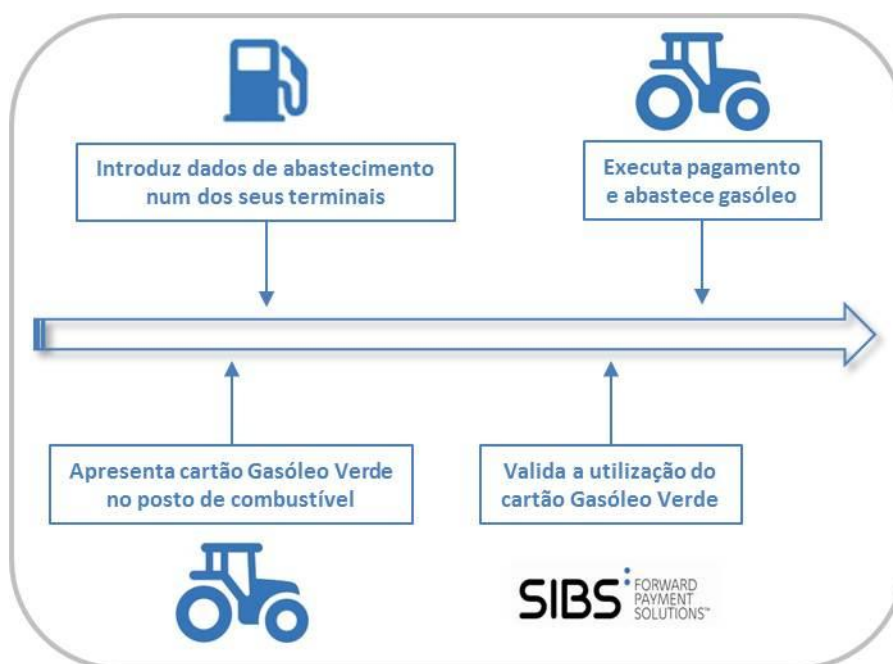 Introduz dados de abastecimento
num dos seus terminais
Executa pagamento
e abastece gasóleo
Apresenta cartão Gasóleo Verde
no posto de combustível
Valida a utilização do
cartão Gasóleo Verde
SIBS
FORWARD
PAYMENT
SOLUTIONS™